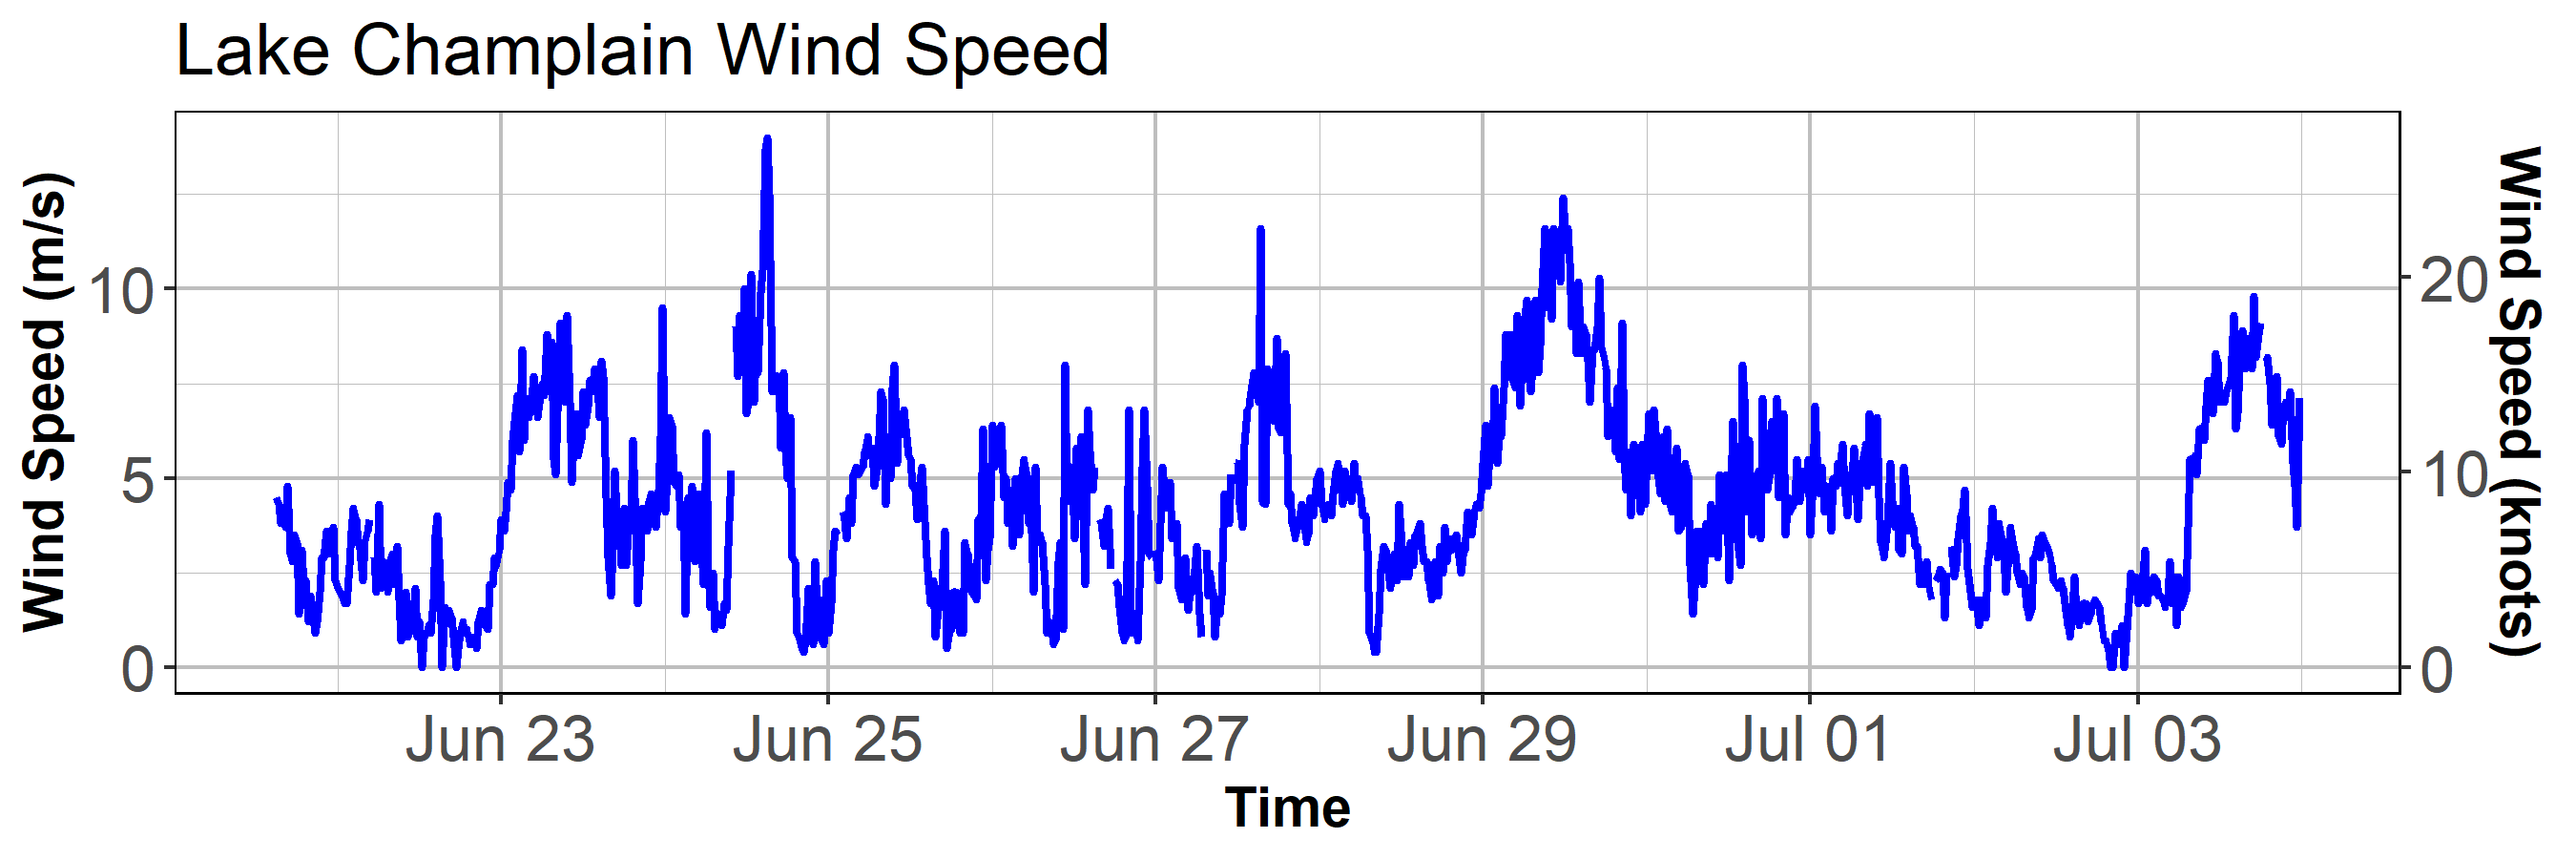 Lake Champlain Wind Speed
Wind Speed (m/s)
10
5
0
20
10
0
Wind Speed (knots)
Jun 23
Jun 25
Jun 27
Jun 29
Jul 01
Jul 03
Time